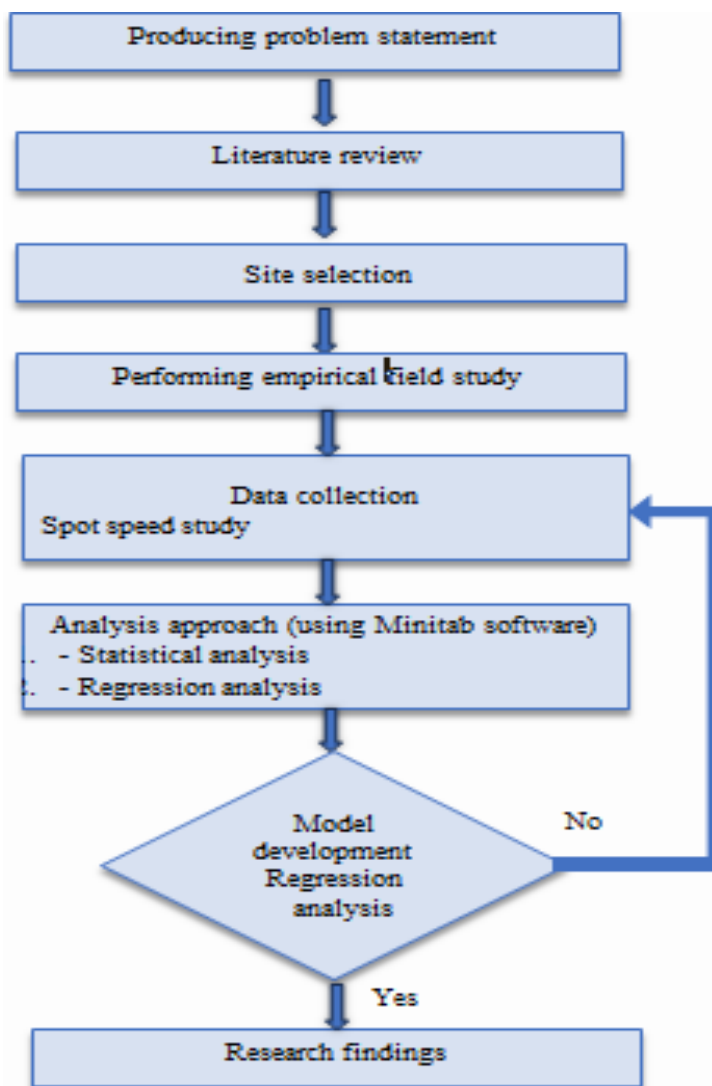 Producing problem statement
Literature review
Site selection
Performing empirical field study
Data collection
Spot speed study
Analysis approach (using Minitab software)
- Statistical analysis
2. - Regression analysis
Model
development
Regression
analysis
No
Yes
Research findings